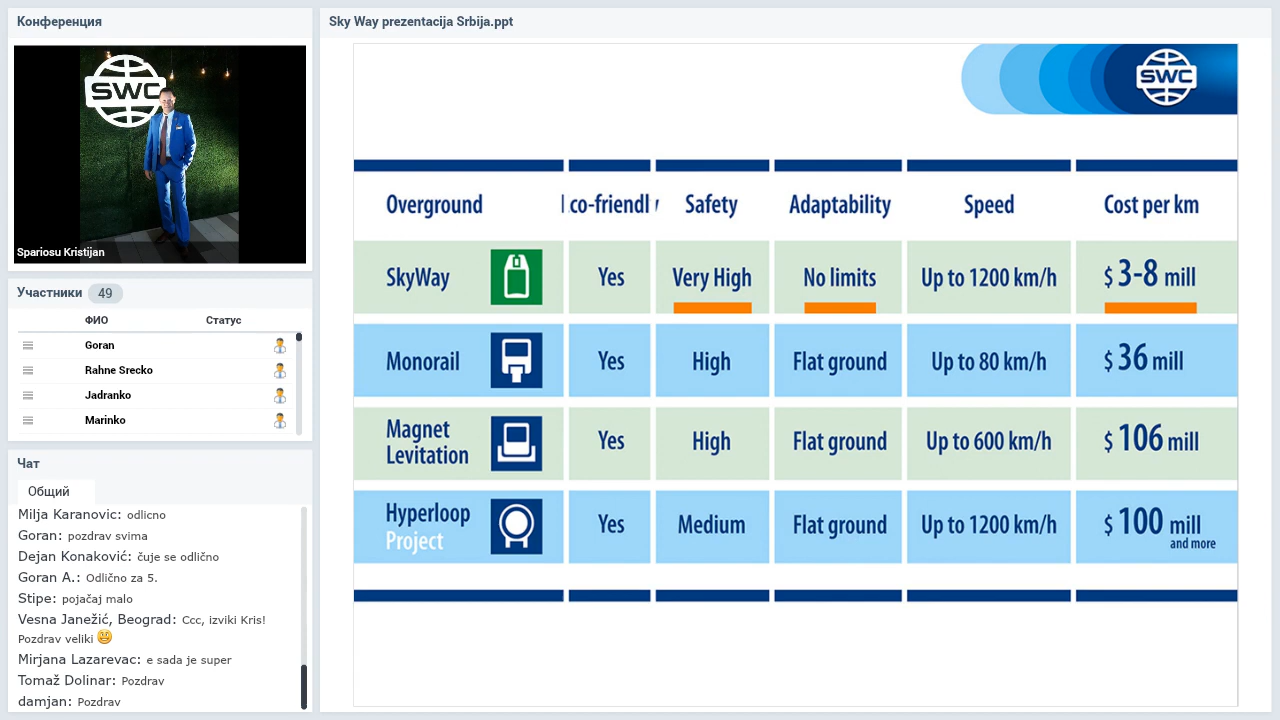 Конференция
SWC
Spariosu Kristijan
Участники 49
ФИО Статус
Goran
Rahne Srecko
Jadranko
Marinko
Чат
Общий
Milja Karanovic: odlicno
Goran: pozdrav svima
Dejan Konaković: čuje se odlično
Goran A.: Odlično za 5.
Stipe: pojačaj malo
Vesna Janežić, Beograd: Ccc, izviki Kris!
Pozdrav veliki
Mirjana Lazarevac: e sada je super
Tomaž Dolinar: Pozdrav
damjan: Pozdrav
Sky Way prezentacija Srbija.ppt
SWC
Overground Eco-friendly Safety Adaptability Speed Cost per km
SkyWay Yes Very High No limits Up to 1200 km/h $ 3-8 mill
Monorail Yes High Flat ground Up to 80 km/h $ 36 mill
Magnet
Levitation Yes High Flat ground Up to 600 km/h $ 106 mill
Hyperloop
Project Yes Medium Flat ground Up to 1200 km/h $ 100 mill
and more